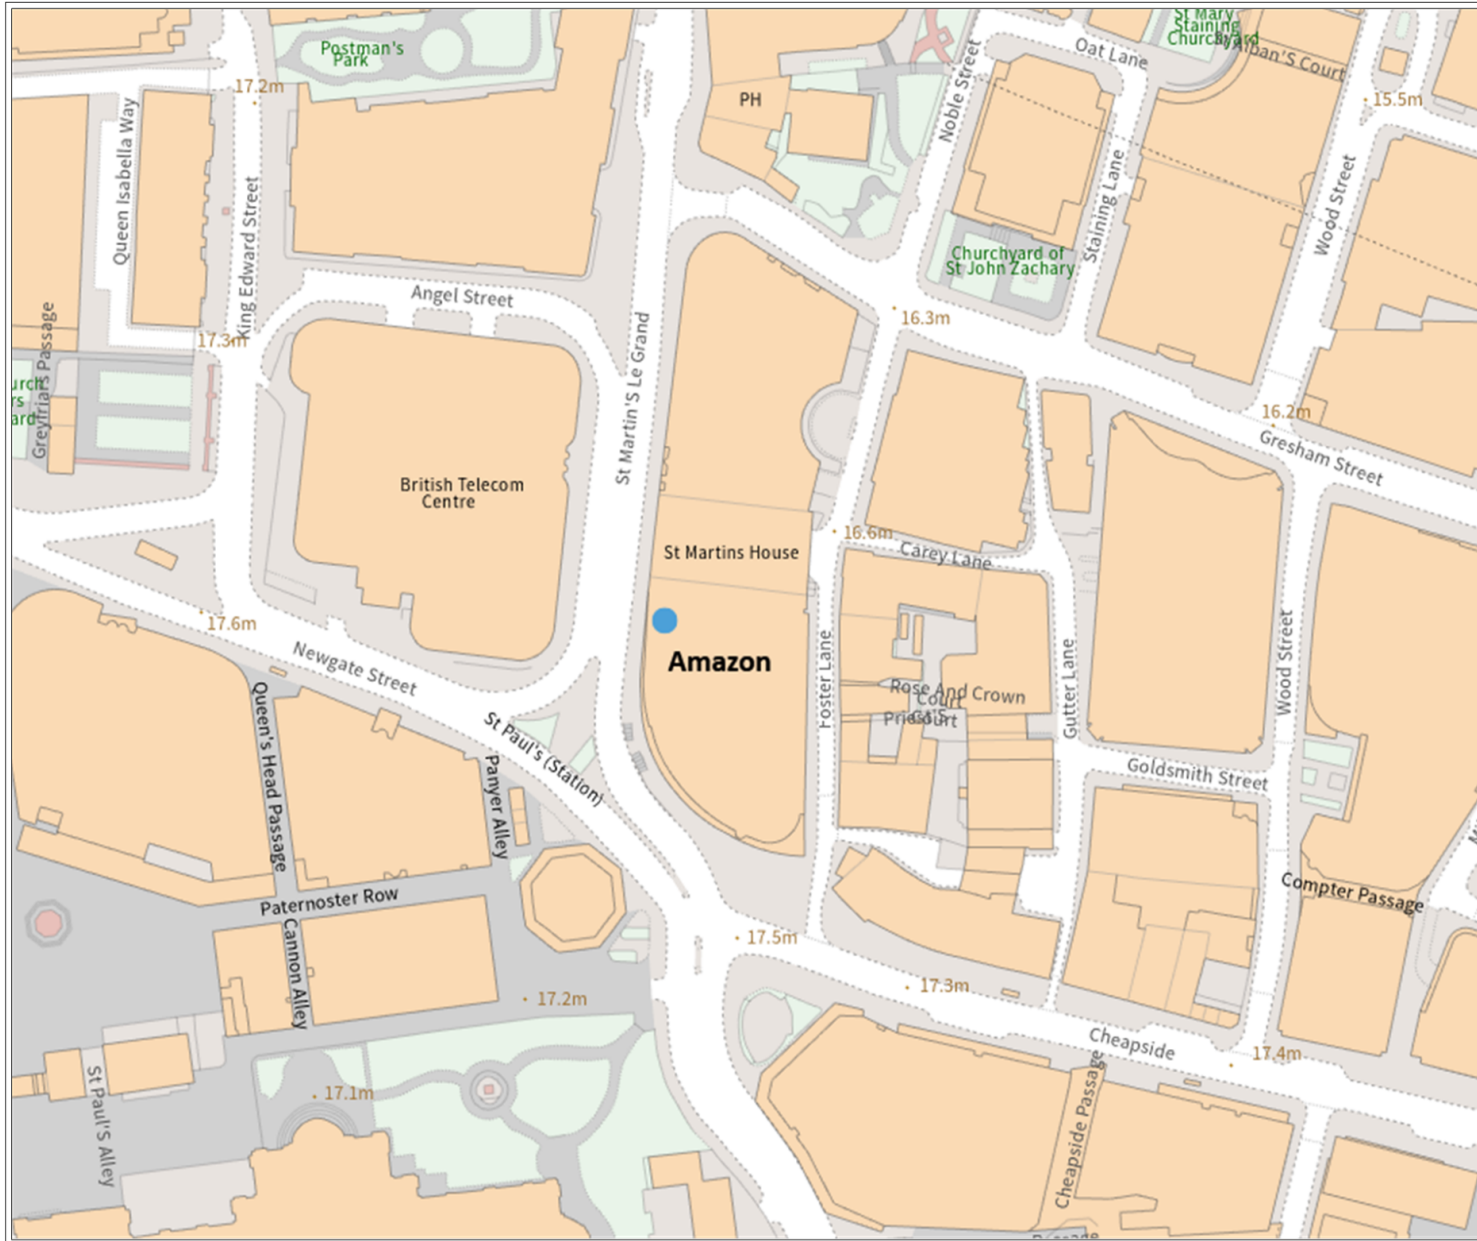 St Mary
Staining
Churchyard
Oat Lane
Postman's
Park
17.2m
PH
Noble Street
15.5m
Queen Isabella Way
King Edward Street
Staining Lane
Wood Street
Churchyard of
St John Zachary
Angel Street
16.3m
17.3m
Greyfriars Passage
St Martin'S Le Grand
16.2m
Gresham Street
British Telecom
Centre
16.6m
St Martins House
Carey Lane
17.6m
Newgate Street
Amazon
Foster Lane
Gutter Lane
Wood Street
Rose And Crown
Court
Court
Queen's Head Passage
St Paul's (Station)
Panyer Alley
Goldsmith Street
Paternoster Row
Compter Passage
Cannon Alley
17.5m
17.3m
17.2m
Cheapside
17.4m
St Paul'S Alley
17.1m
Cheapside Passage